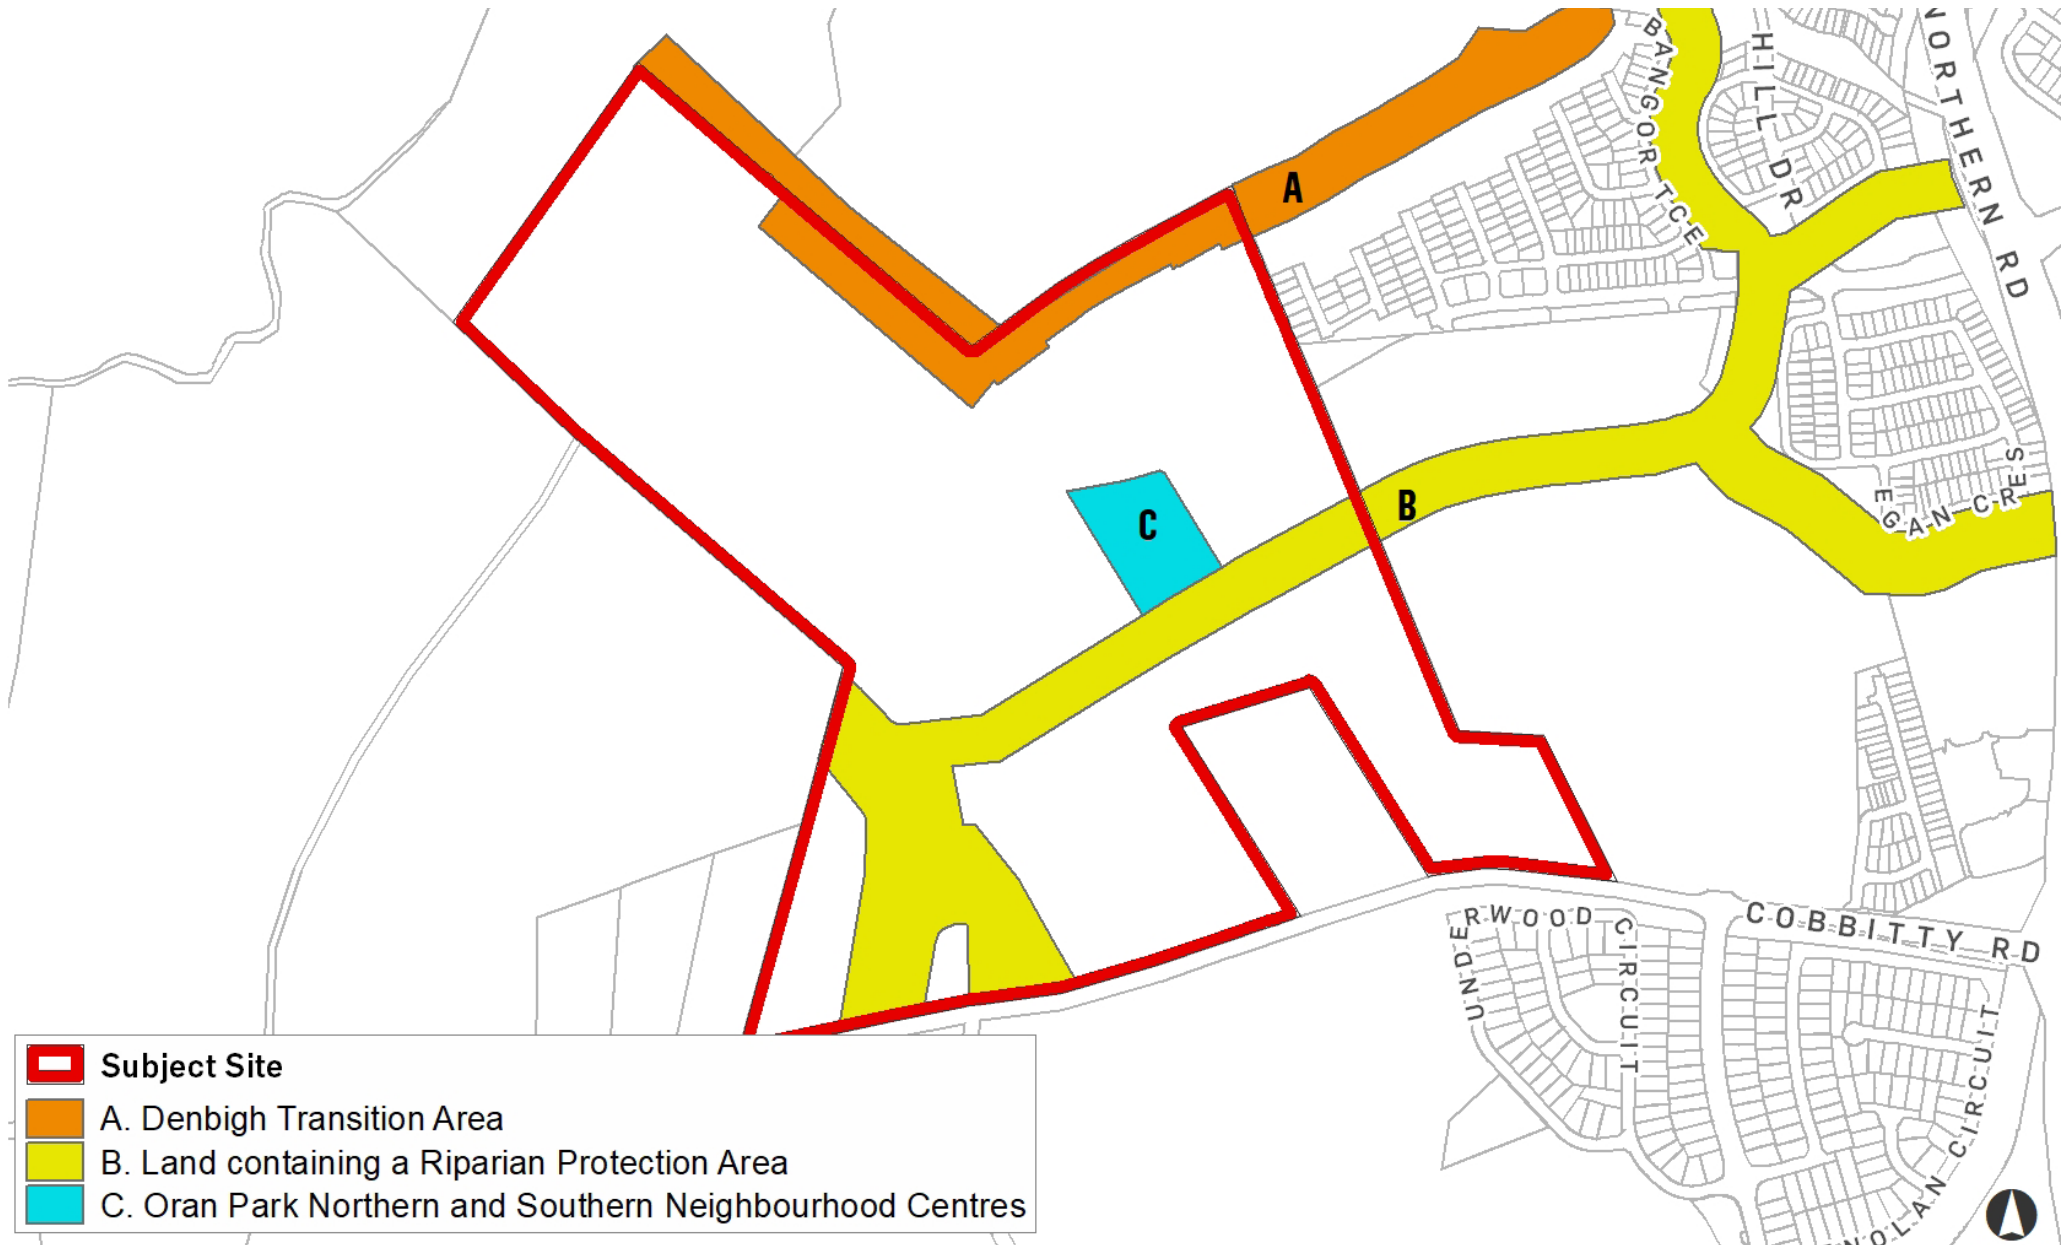 BANGOR TCE
HILL DR
NORTHERN RD
A
B
C
EGAN CRES
UNDERWOOD CIRCUIT
COBBITTY RD
NOLAN CIRCUIT
Subject Site
A. Denbigh Transition Area
B. Land containing a Riparian Protection Area
C. Oran Park Northern and Southern Neighbourhood Centres